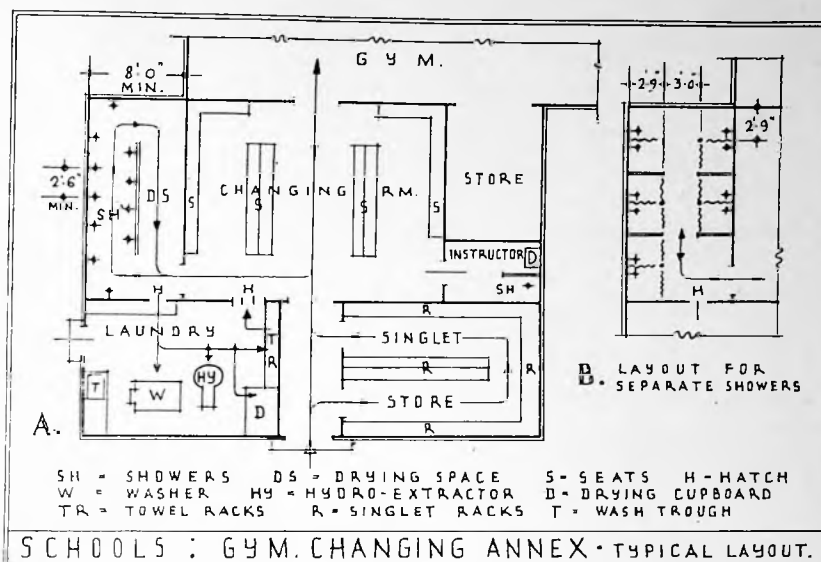 GYM.
8'0"
MIN.
2'9" 3'0"
2'9"
2'6"
MIN.
SH
DS
S
CHANGING RM.
S
S
S
STORE
INSTRUCTOR D
SH
H
H
LAUNDRY
T
R
T
W
HY
D
R
SINGLET
R
R
STORE
R
H
A.
B. LAYOUT FOR
SEPARATE SHOWERS
SH = SHOWERS DS = DRYING SPACE S = SEATS H - HATCH
W = WASHER HY = HYDRO-EXTRACTOR D = DRYING CUPBOARD
TR = TOWEL RACKS R = SINGLET RACKS T = WASH TROUGH
SCHOOLS : GYM. CHANGING ANNEX · TYPICAL LAYOUT.